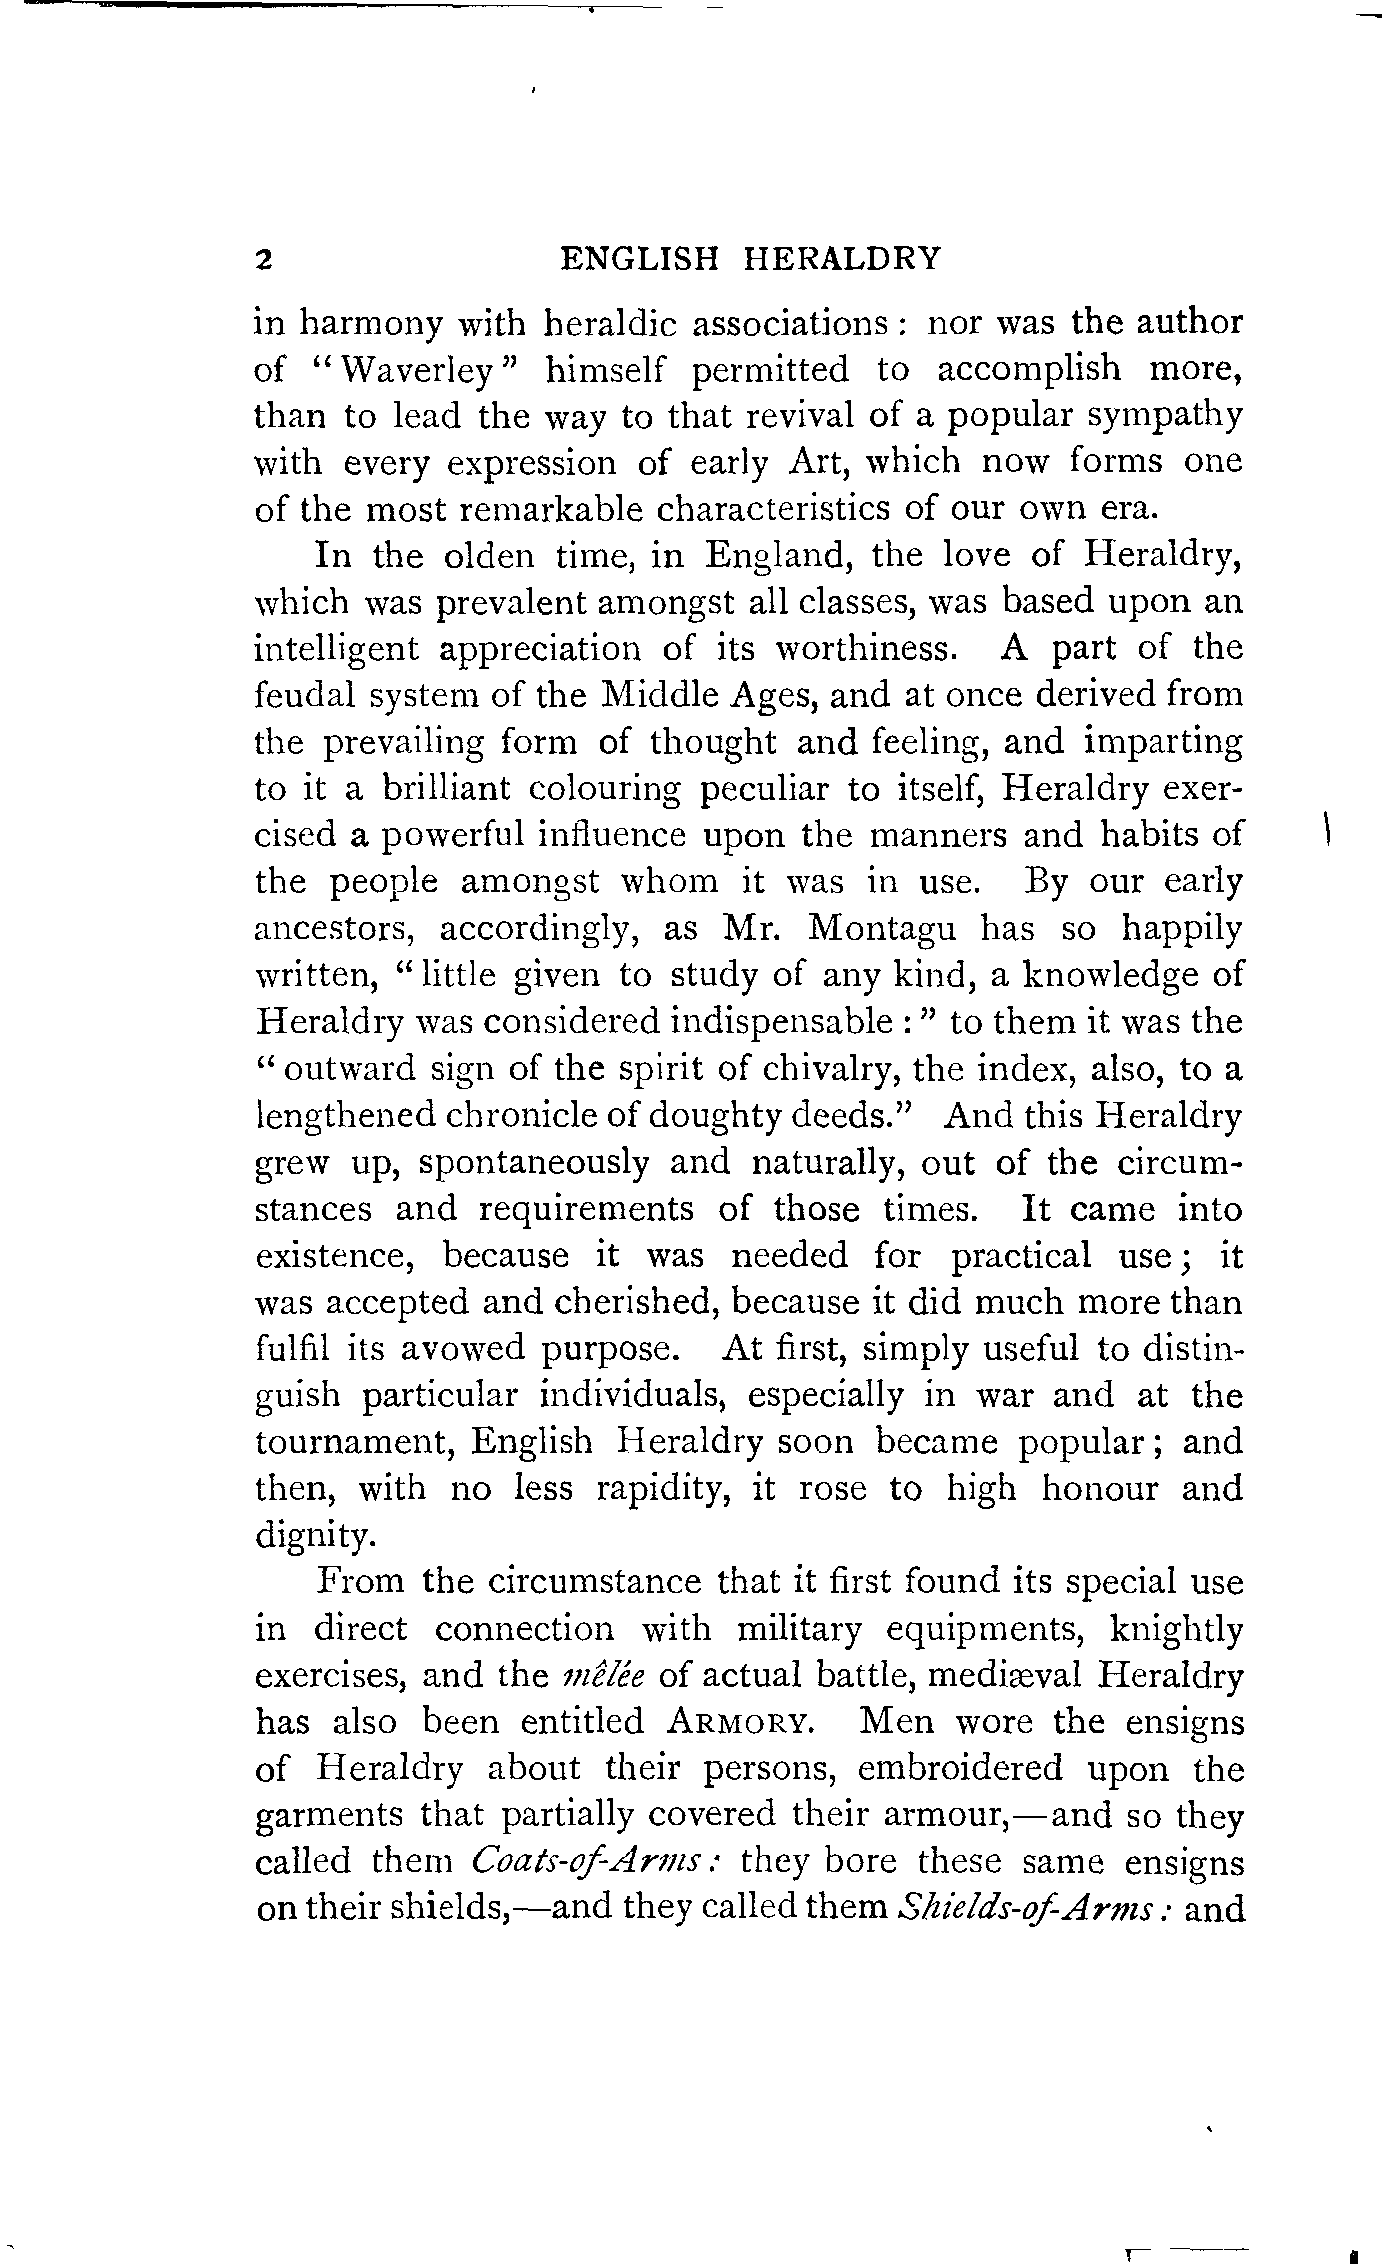 2 ENGLISH HERALDRY
in harmony with heraldic associations : nor was the author
of “ Waverley ” himself permitted to accomplish more,
than to lead the way to that revival of a popular sympathy
with every expression of early Art, which now forms one
of the most remarkable characteristics of our own era.
In the olden time, in England, the love of Heraldry,
which was prevalent amongst all classes, was based upon an
intelligent appreciation of its worthiness. A part of the
feudal system of the Middle Ages, and at once derived from
the prevailing form of thought and feeling, and imparting
to it a brilliant colouring peculiar to itself, Heraldry exer-
cised a powerful influence upon the manners and habits of
the people amongst whom it was in use. By our early
ancestors, accordingly, as Mr. Montagu has so happily
written, “ little given to study of any kind, a knowledge of
Heraldry was considered indispensable : ” to them it was the
“ outward sign of the spirit of chivalry, the index, also, to a
lengthened chronicle of doughty deeds.” And this Heraldry
grew up, spontaneously and naturally, out of the circum-
stances and requirements of those times. It came into
existence, because it was needed for practical use ; it
was accepted and cherished, because it did much more than
fulfil its avowed purpose. At first, simply useful to distin-
guish particular individuals, especially in war and at the
tournament, English Heraldry soon became popular ; and
then, with no less rapidity, it rose to high honour and
dignity.
From the circumstance that it first found its special use
in direct connection with military equipments, knightly
exercises, and the mêlée of actual battle, mediæval Heraldry
has also been entitled ARMORY. Men wore the ensigns
of Heraldry about their persons, embroidered upon the
garments that partially covered their armour,—and so they
called them Coats-of-Arms : they bore these same ensigns
on their shields,—and they called them Shields-of-Arms : and